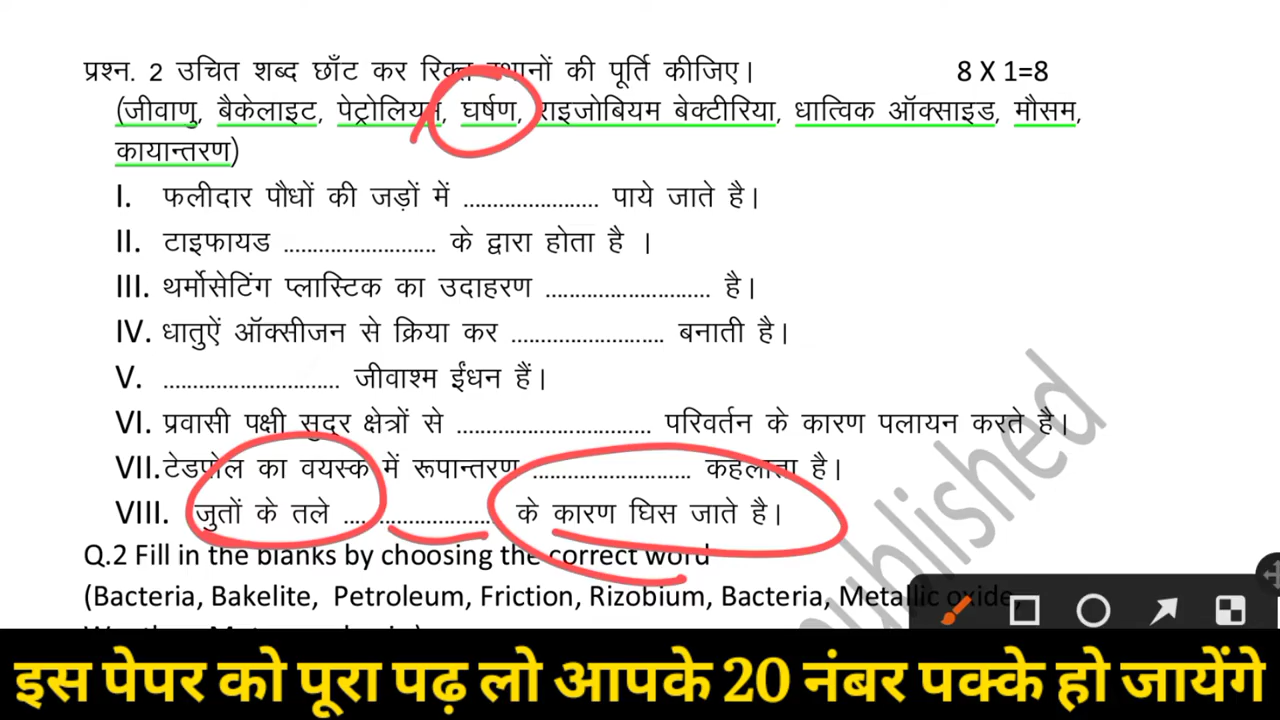 प्रश्न. 2 उचित शब्द छाँट कर रिक्त स्थानों की पूर्ति कीजिए। 8 X 1=8
(जीवाणु, बैकेलाइट, पेट्रोलियम, घर्षण, राइजोबियम बेक्टीरिया, धात्विक ऑक्साइड, मौसम,
कायान्तरण)
I. फलीदार पौधों की जड़ों में ....................... पाये जाते है।
II. टाइफायड .......................... के द्वारा होता है ।
III. थर्मोसेटिंग प्लास्टिक का उदाहरण ............................ है।
IV. धातुऐं ऑक्सीजन से क्रिया कर .......................... बनाती है।
V. .............................. जीवाश्म ईंधन हैं।
VI. प्रवासी पक्षी सुदूर क्षेत्रों से ................................. परिवर्तन के कारण पलायन करते है।
VII. टेडपोल का वयस्क में रूपान्तरण ........................... कहलाता है।
VIII. जुतों के तले .......................... के कारण घिस जाते है।
Q.2 Fill in the blanks by choosing the correct word
(Bacteria, Bakelite, Petroleum, Friction, Rizobium, Bacteria, Metallic oxide,
published
इस पेपर को पूरा पढ़ लो आपके 20 नंबर पक्के हो जायेंगे